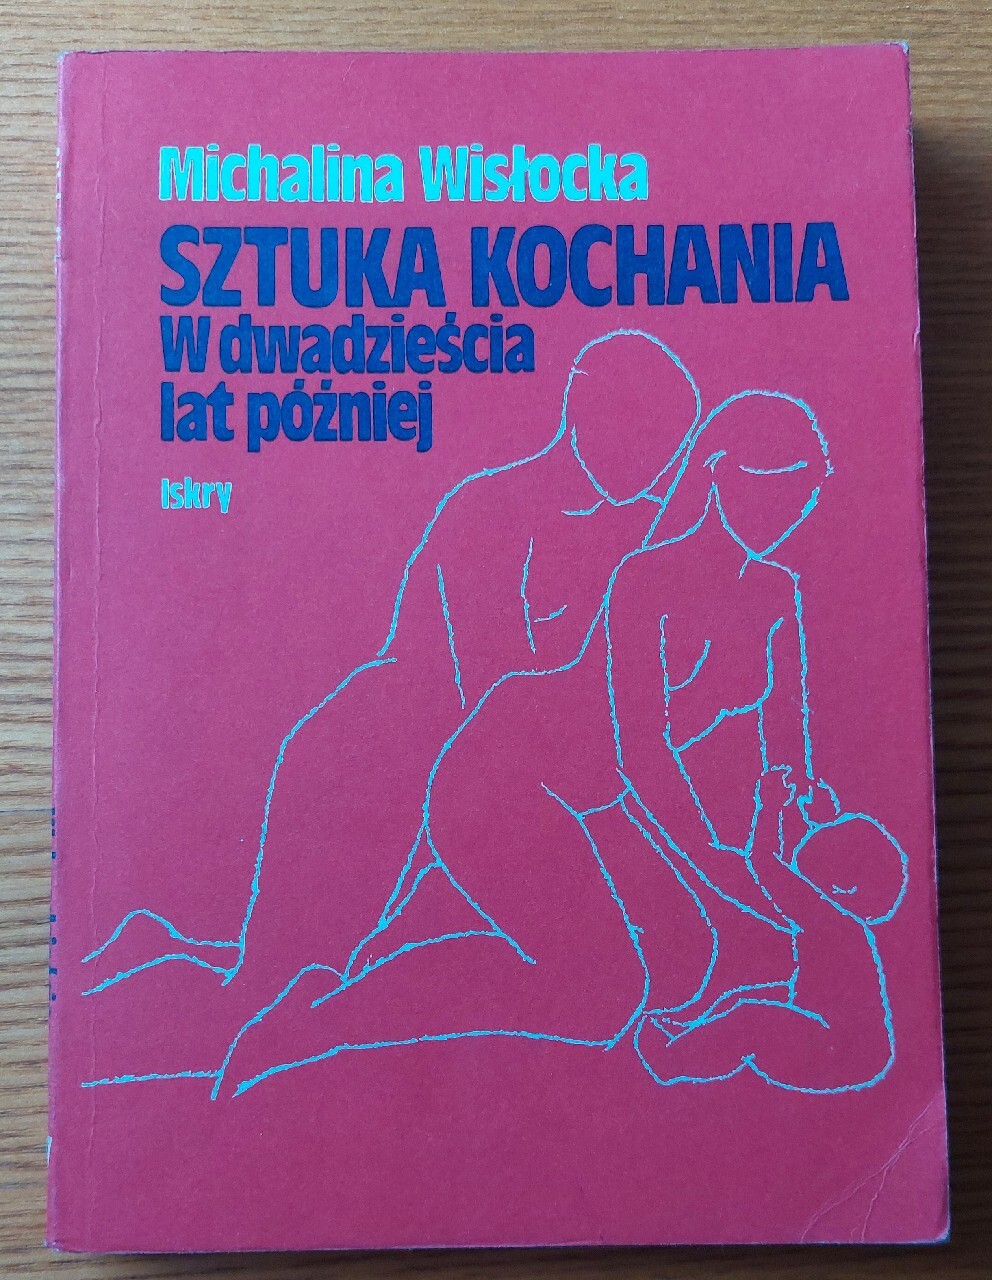 Michalina Wisłocka
SZTUKA KOCHANIA
W dwadzieścia
lat później
Iskry